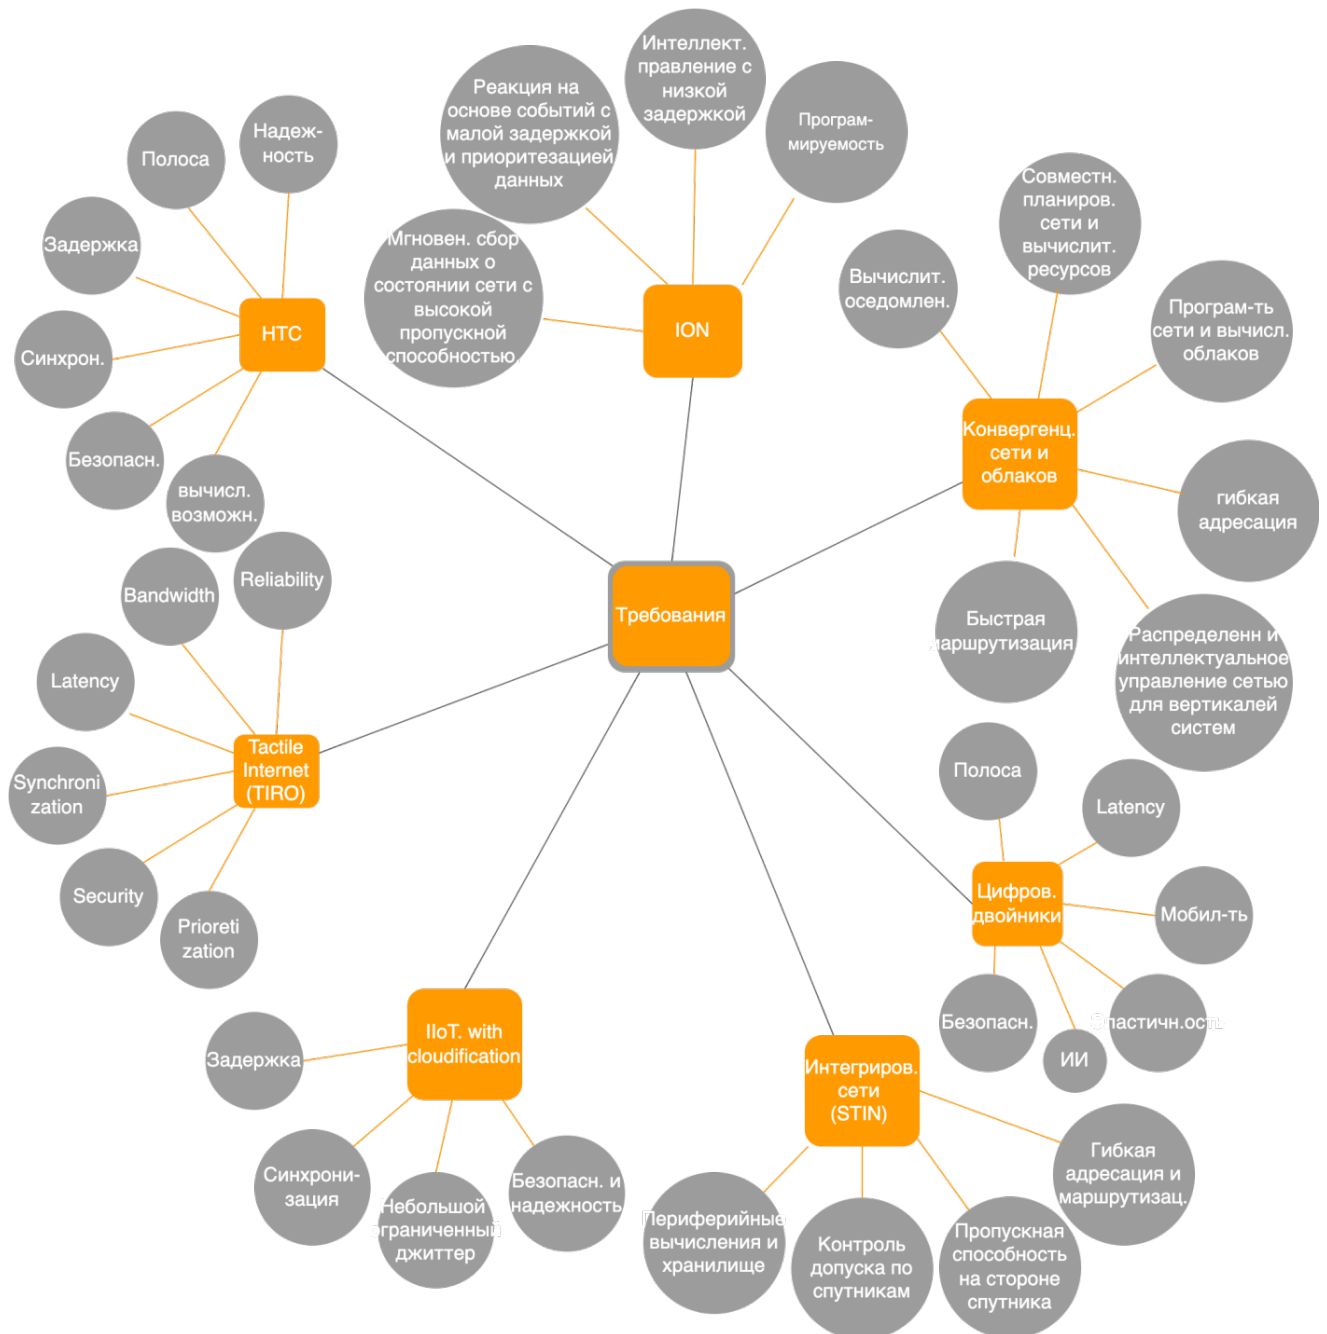 Интеллект.
правление с
низкой
задержкой
Реакция на
основе событий с
малой задержкой
и приоритезацией
данных
Програм-
мируемость
Надеж-
ность
Полоса
Задержка
Синхрон.
Безопасн.
вычисл.
возможн.
НТС
Мгновен. сбор
данных о
состоянии сети с
высокой
пропускной
способностью,
ION
Совместн.
планиров.
сети и
вычислит.
ресурсов
Вычислит.
оседомлен.
Програм-ть
сети и вычисл.
облаков
Конвергенц.
сети и
облаков
гибкая
адресация
Быстрая
маршрутизация
Распределенн и
интеллектуальное
управление сетью
для вертикалей
систем
Требования
Reliability
Bandwidth
Latency
Synchroni
zation
Security
Prioreti
zation
Tactile
Internet
(TIRO)
Полоса
Latency
Цифров.
двойники
Мобил-ть
Эластичн.ость
ИИ
Безопасн.
IIoT. with
cloudification
Задержка
Синхрони-
зация
Небольшой
ограниченный
джиттер
Безопасн. и
надежность
Интегриров.
сети
(STIN)
Периферийные
вычисления и
хранилище
Контроль
допуска по
спутникам
Пропускная
способность
на стороне
спутника
Гибкая
адресация и
маршрутизац.